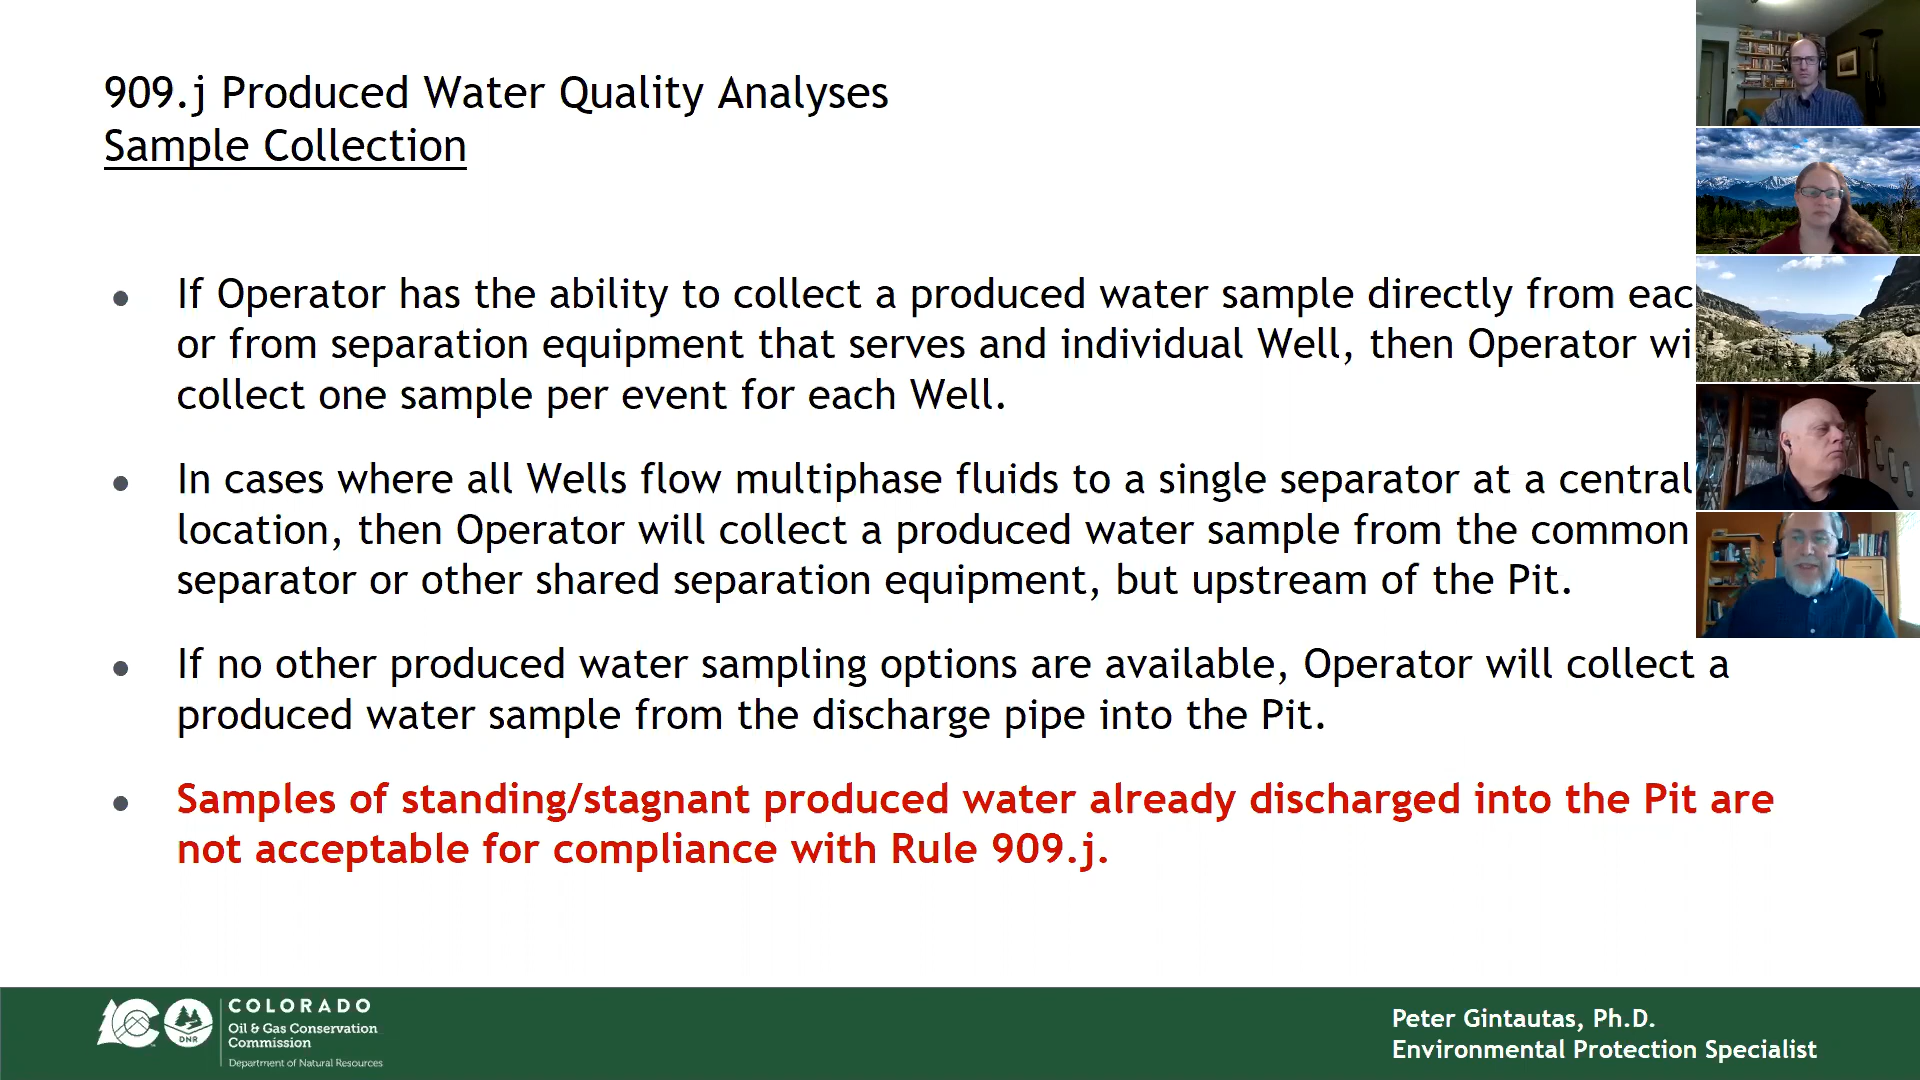 909.j Produced Water Quality Analyses
Sample Collection
If Operator has the ability to collect a produced water sample directly from
or from separation equipment that serves and individual Well, then Operator
collect one sample per event for each Well.
In cases where all Wells flow multiphase fluids to a single separator at a central
location, then Operator will collect a produced water sample from the common
separator or other shared separation equipment, but upstream of the Pit.
If no other produced water sampling options are available, Operator will collect a
produced water sample from the discharge pipe into the Pit.
Samples of standing/stagnant produced water already discharged into the Pit are
not acceptable for compliance with Rule 909.j.
COLORADO
Oil & Gas Conservation
Commission
Department of Natural Resources
DNR
Peter Gintautas, Ph.D.
Environmental Protection Specialist